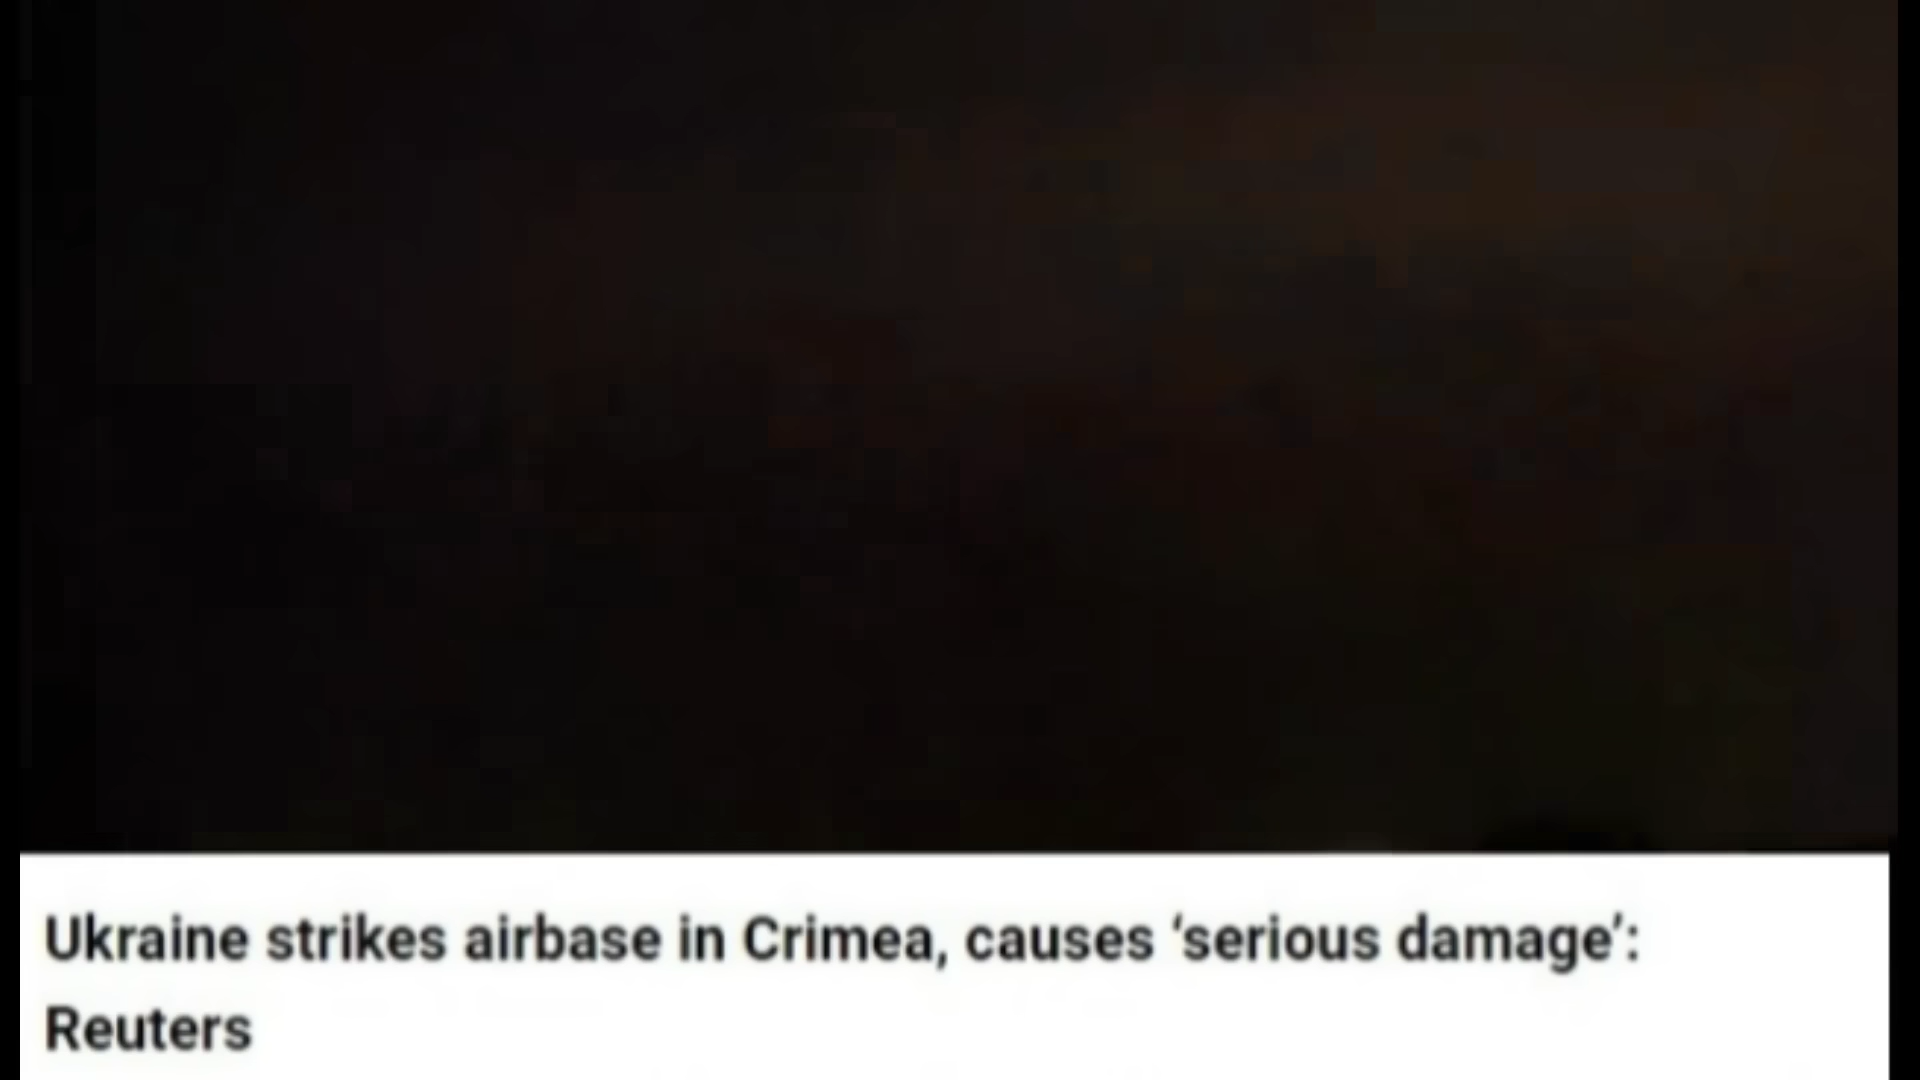 Ukraine strikes airbase in Crimea, causes ‘serious damage’:
Reuters